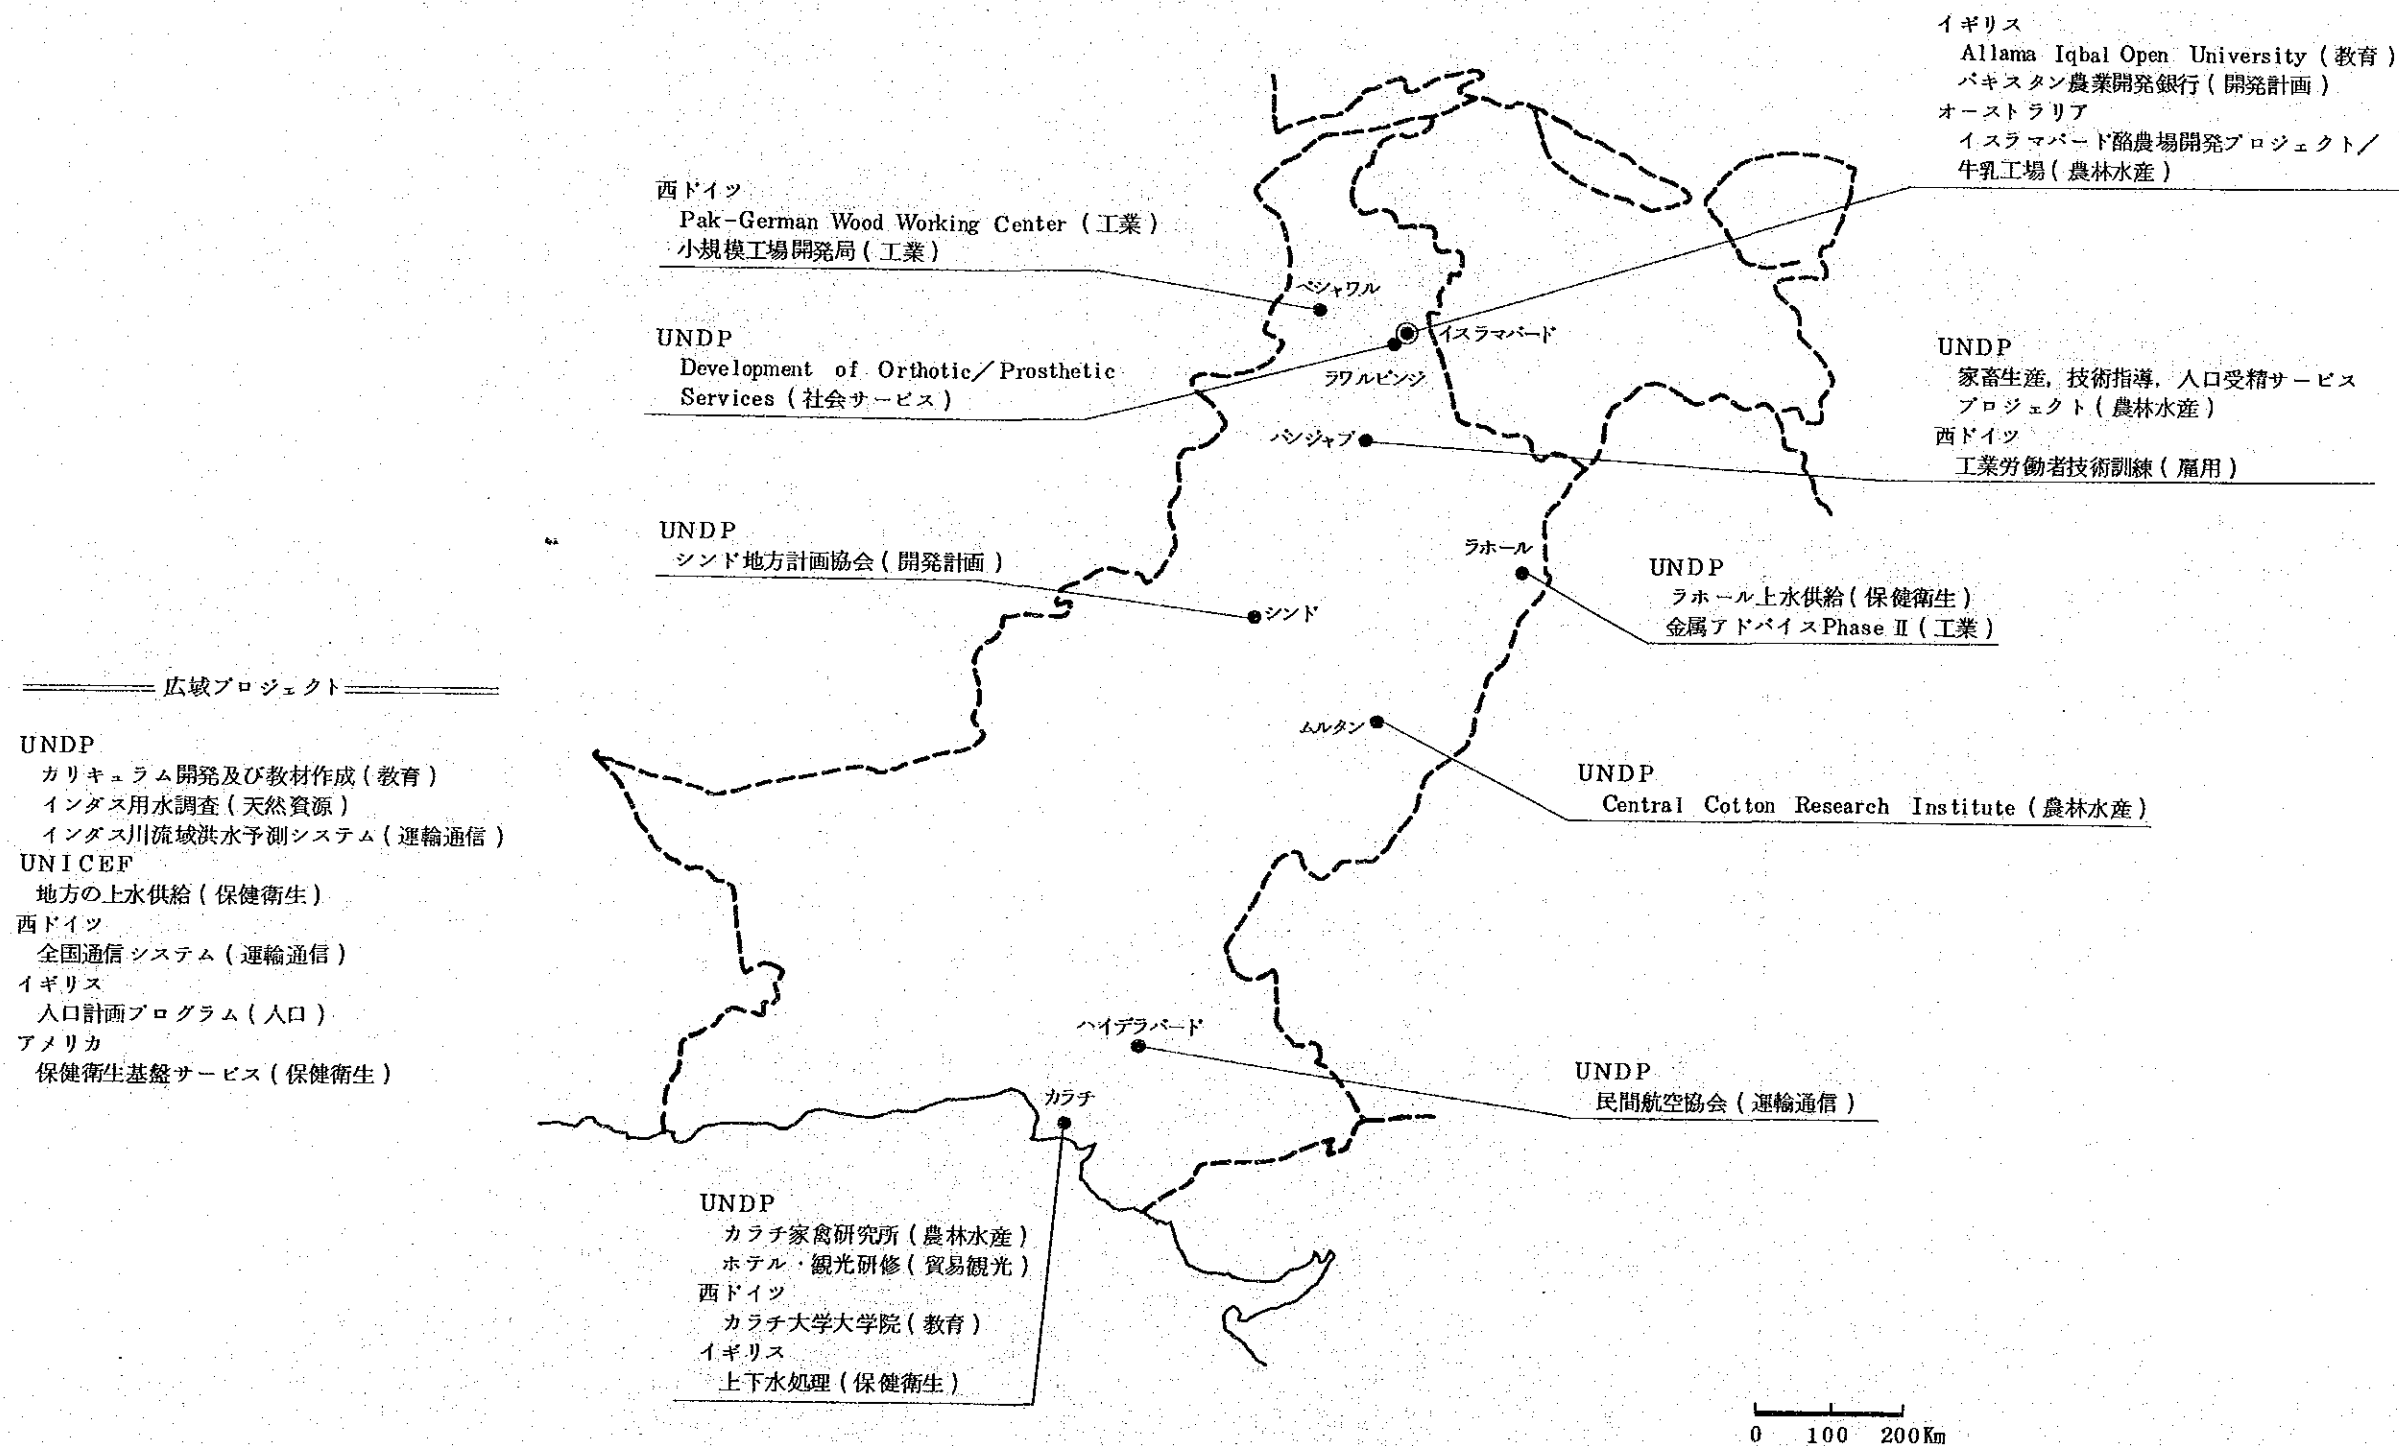 イギリス
Allama Iqbal Open University (教育)
パキスタン農業開発銀行(開発計画)
オーストラリア
イスラマバード酪農場開発プロジェクト/
牛乳工場(農林水産)
西ドイツ
Pak-German Wood Working Center (工業)
小規模工場開発局(工業)
ペシャワル
UNDP
Development of Orthotic/Prosthetic
Services (社会サービス)
イスラマバード
ラワルピンジ
UNDP
家畜生産, 技術指導, 人口受精サービス
プロジェクト(農林水産)
西ドイツ
工業労働者技術訓練(雇用)
パンジャブ
UNDP
シンド地方計画協会(開発計画)
シンド
ラホール
UNDP
ラホール上水供給(保健衛生)
金属アドバイスPhase Ⅱ(工業)
広域プロジェクト
UNDP
カリキュラム開発及び教材作成(教育)
インダス用水調査(天然資源)
インダス川流域洪水予測システム(運輸通信)
UNICEF
地方の上水供給(保健衛生)
西ドイツ
全国通信システム(運輸通信)
イギリス
人口計画プログラム(人口)
アメリカ
保健衛生基盤サービス(保健衛生)
ムルタン
UNDP
Central Cotton Research Institute (農林水産)
ハイデラバード
UNDP
民間航空協会(運輸通信)
カラチ
UNDP
カラチ家禽研究所(農林水産)
ホテル・観光研修(貿易観光)
西ドイツ
カラチ大学大学院(教育)
イギリス
上下水処理(保健衛生)
0 100 200Km